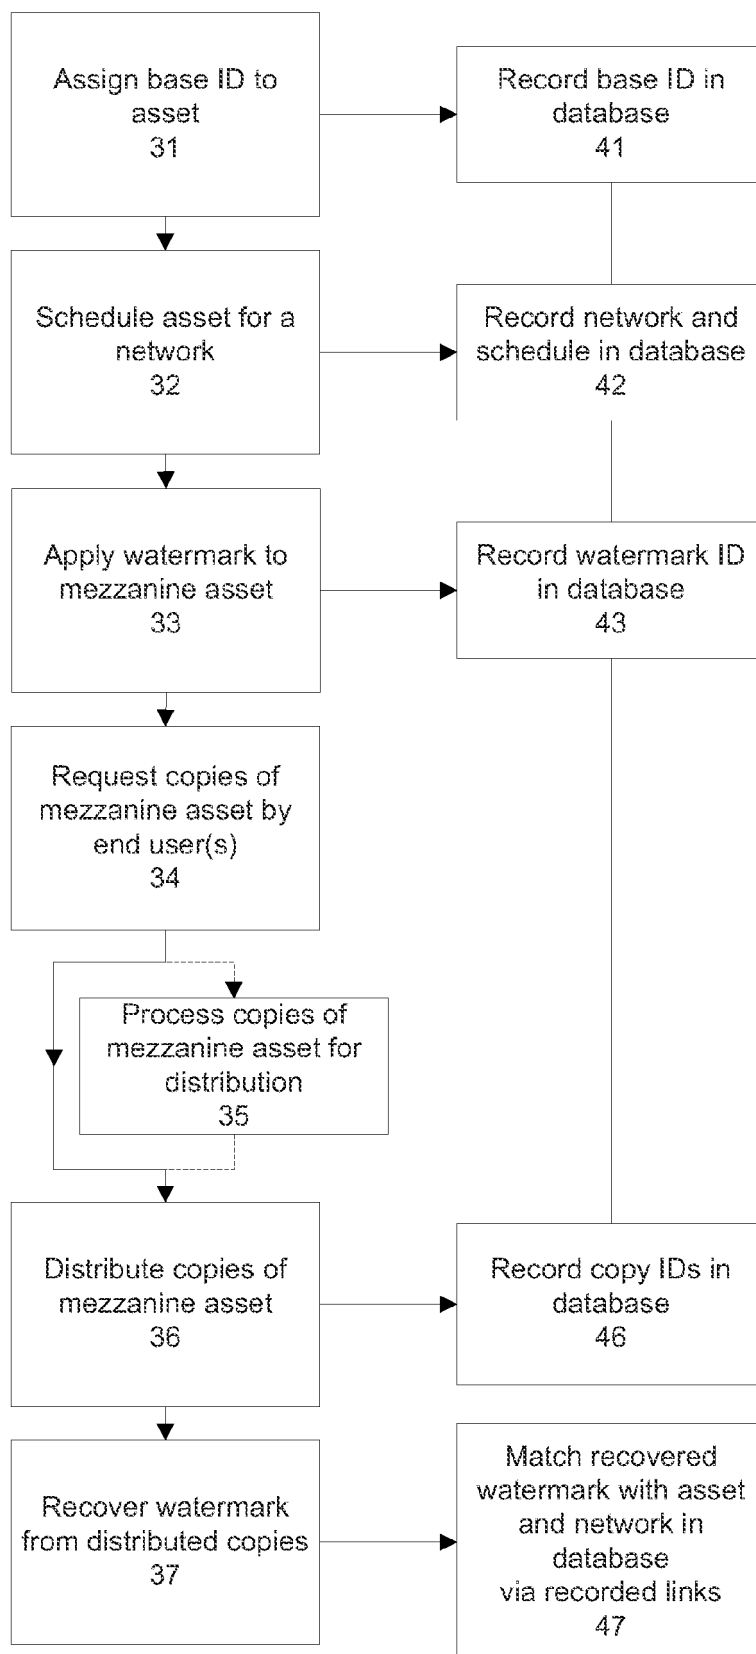 Assign base ID to
asset
31
Record base ID in
database
41
Schedule asset for a
network
32
Record network and
schedule in database
42
Apply watermark to
mezzanine asset
33
Record watermark ID
in database
43
Request copies of
mezzanine asset by
end user(s)
34
Process copies of
mezzanine asset for
distribution
35
Distribute copies of
mezzanine asset
36
Record copy IDs in
database
46
Recover watermark
from distributed copies
37
Match recovered
watermark with asset
and network in
database
via recorded links
47